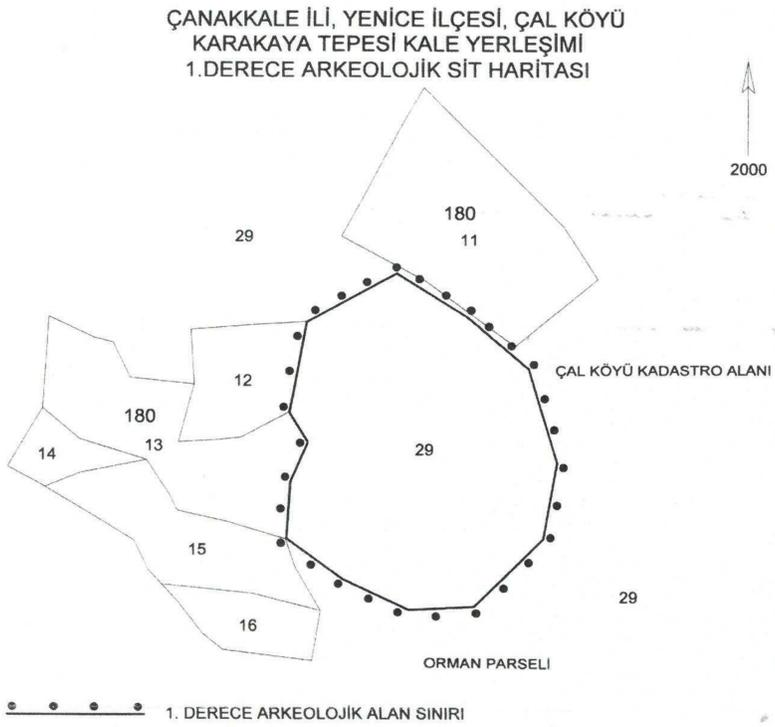 ÇANAKKALE İLİ, YENİCE İLÇESİ, ÇAL KÖYÜ
KARAKAYA TEPESİ KALE YERLEŞİMİ
1.DERECE ARKEOLOJİK SİT HARİTASI
2000
180
11
29
12
ÇAL KÖYÜ KADASTRO ALANI
180
13
14
29
15
16
29
ORMAN PARSELİ
1. DERECE ARKEOLOJİK ALAN SINIRI